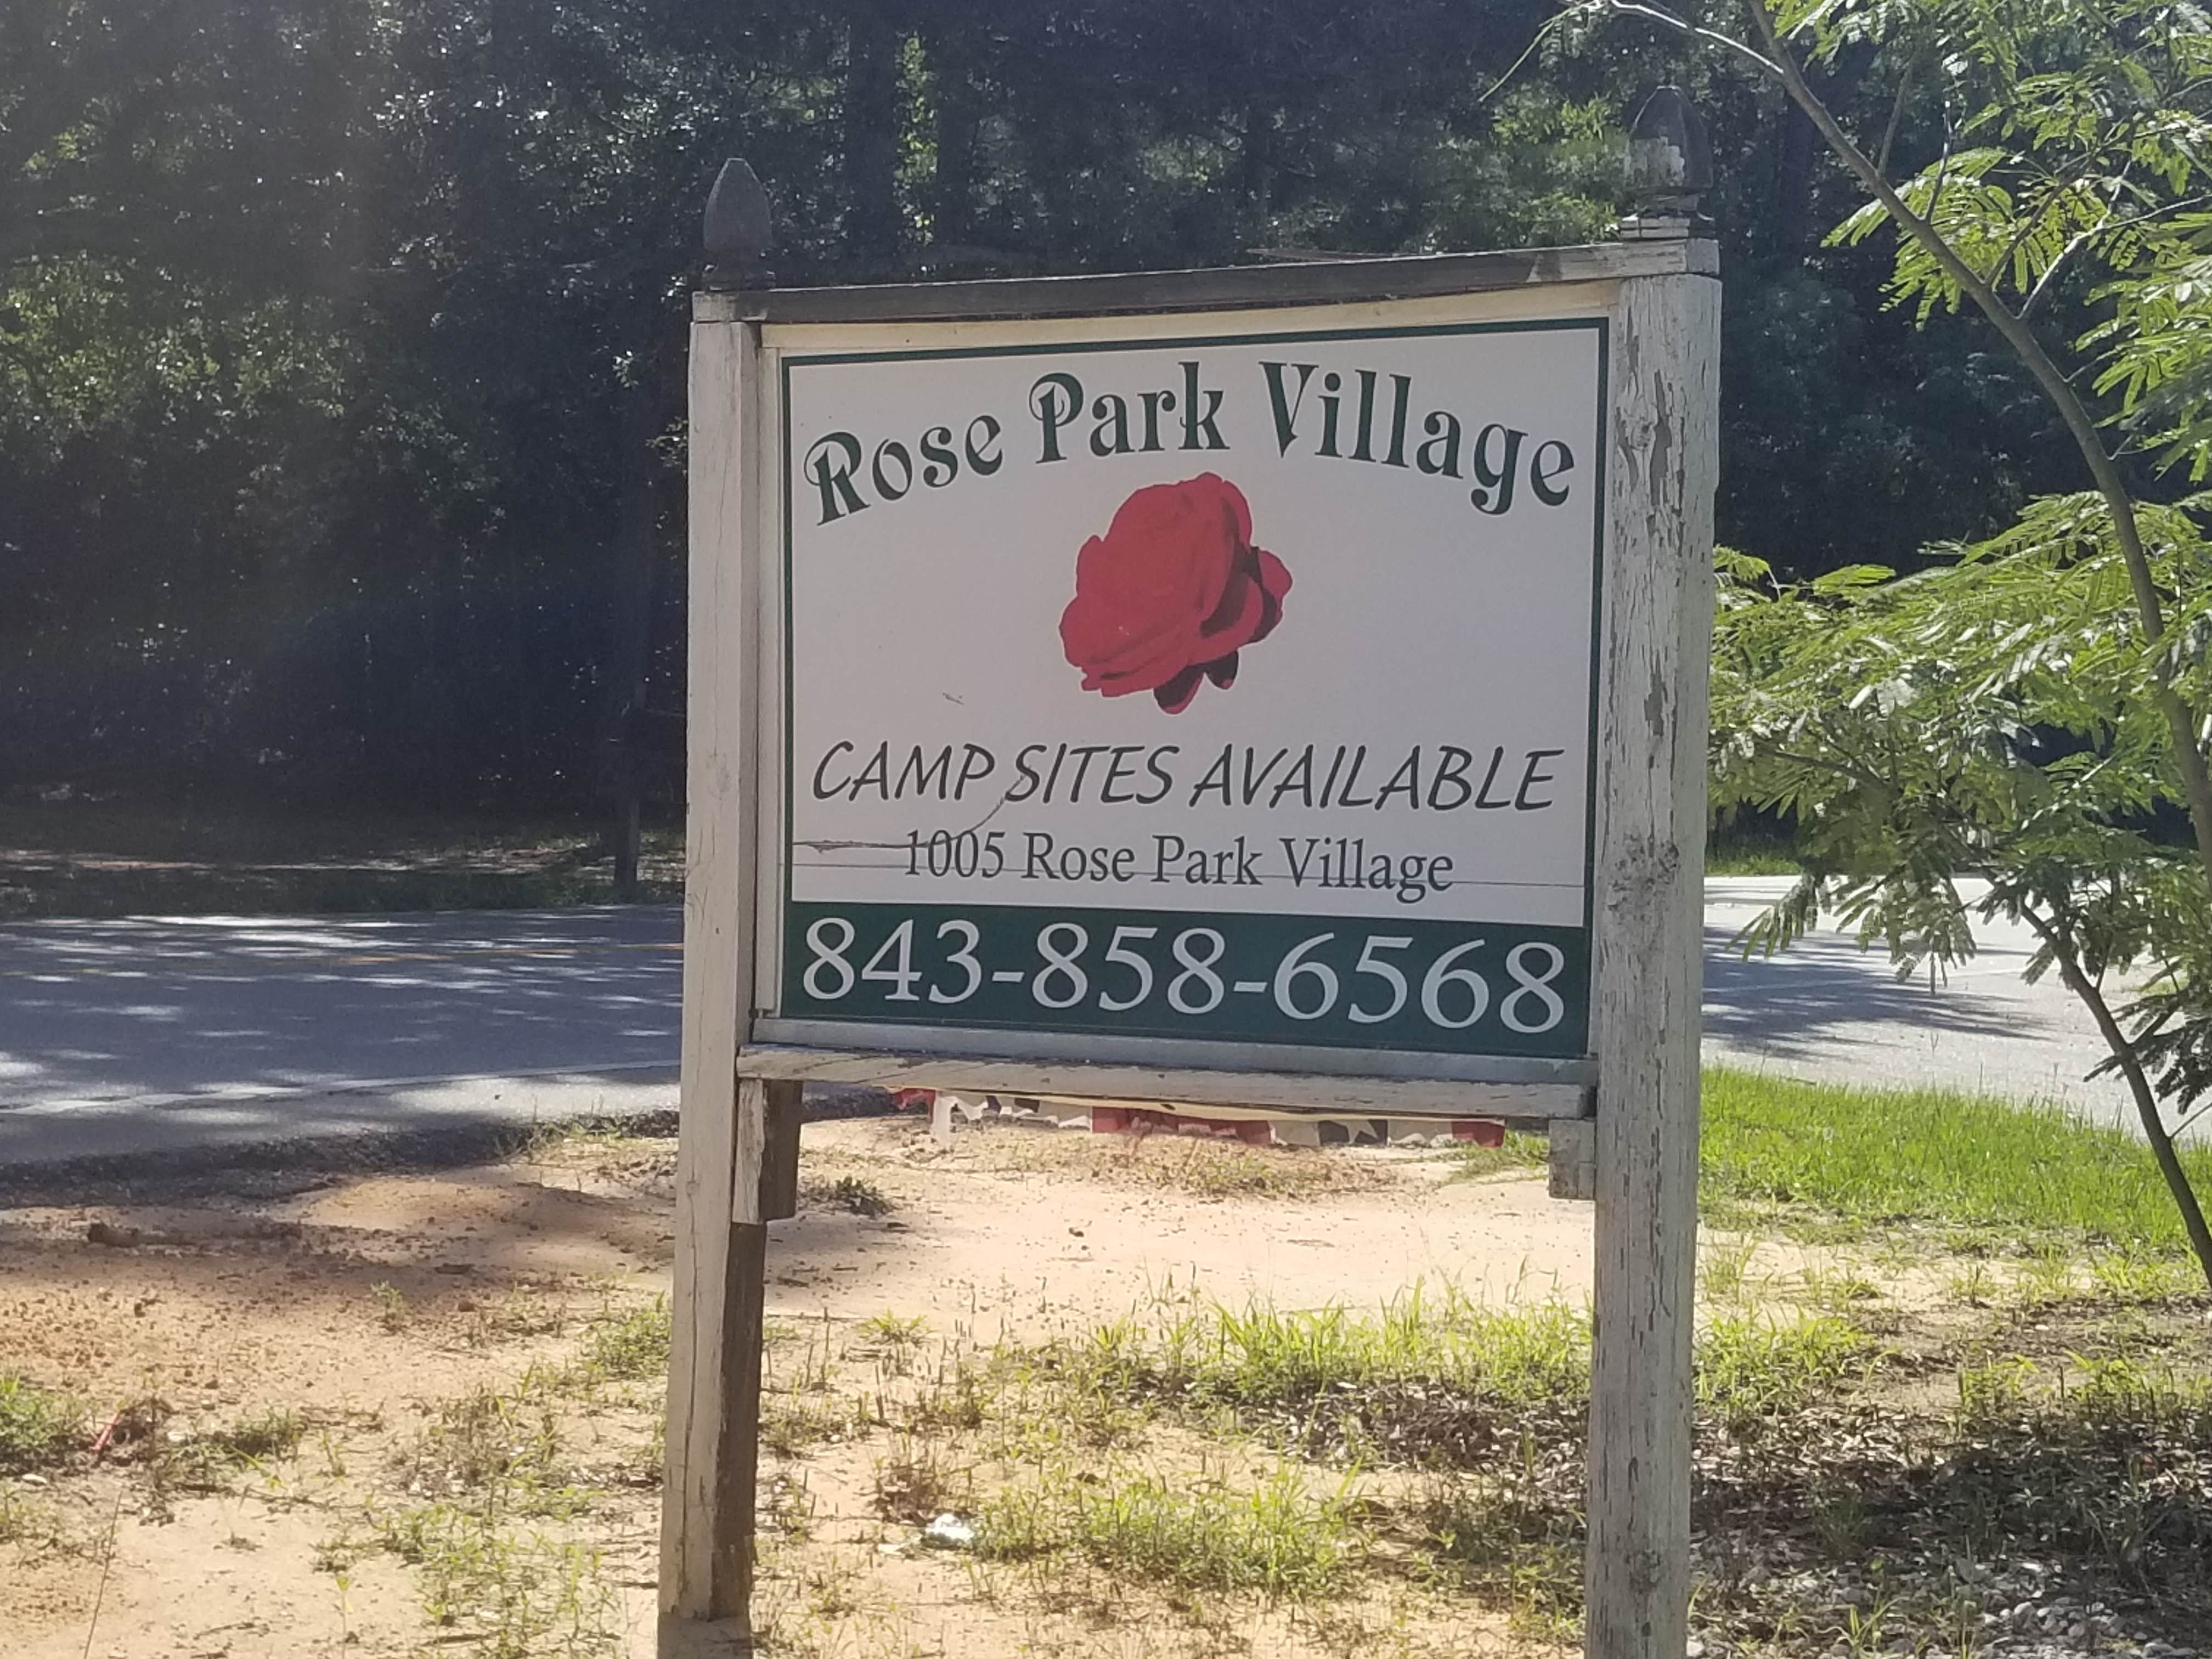 Rose Park Village
CAMP SITES AVAILABLE
1005 Rose Park Village
843-858-6568